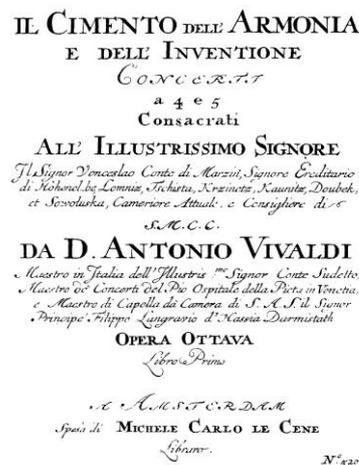 IL CIMENTO DELL' ARMONIA
E DELL' INVENTIONE
CONCERTI
a 4 e 5
Consacrati
ALL' ILLUSTRISSIMO SIGNORE
Il Signor Venceslao Conte di Marzin, Signore Ereditario
di Hohenelbe, Lomniz, Tschista, Krzinetz, Kaunitz, Doubek,
et Sowoluska, Cameriere Attuale, e Consigliere di
S.M.C.C.
DA D. ANTONIO VIVALDI
Maestro in Italia dell' Illustris.mo Signor Conte Sudetto,
Maestro de' Concerti del Pio Ospitale della Pieta in Venetia,
e Maestro di Capella da Camera di S.A.S. il Signor
Principe Filippo Langravio d'Hassia Darmistath
OPERA OTTAVA
Libro Primo
A AMSTERDAM
Spesa di MICHELE CARLO LE CENE
Libraro.
N.o 520